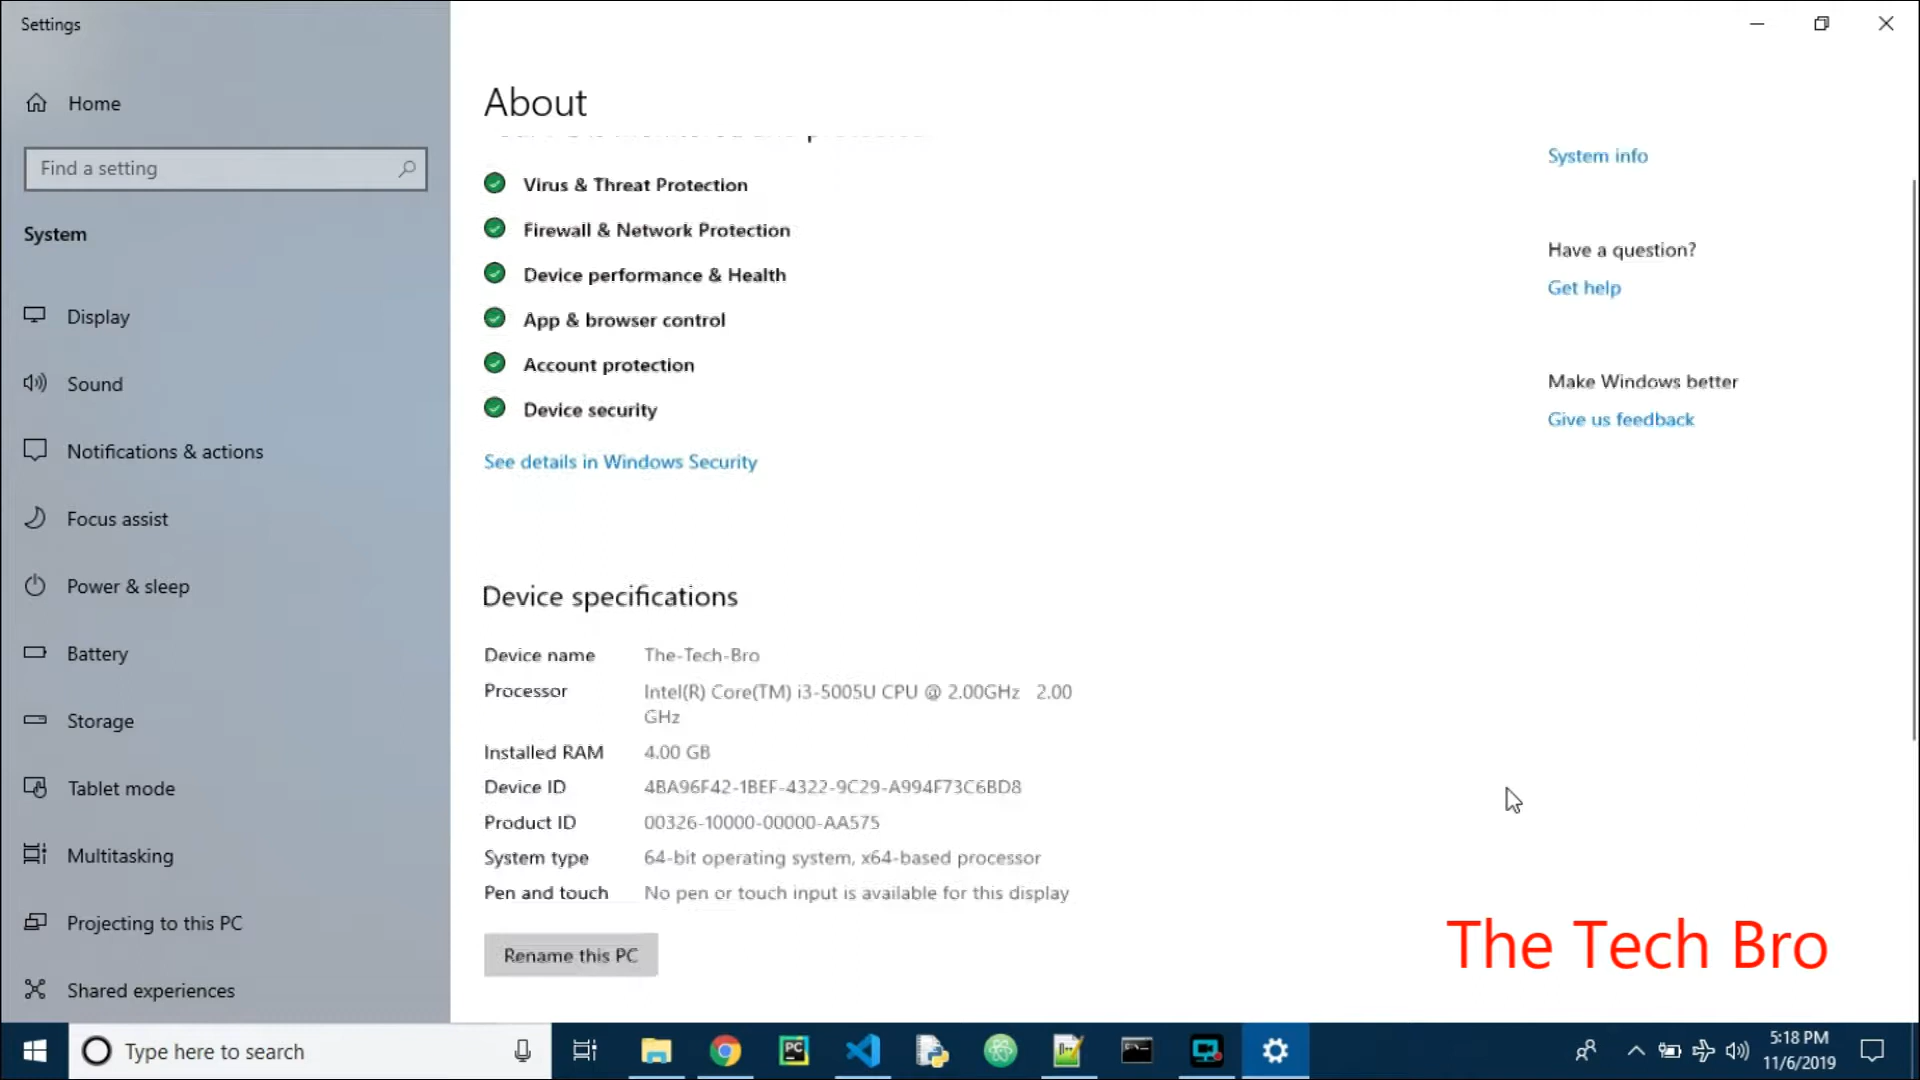 Settings
Home
Find a setting
System
Display
Sound
Notifications & actions
Focus assist
Power & sleep
Battery
Storage
Tablet mode
Multitasking
Projecting to this PC
Shared experiences
About
Virus & Threat Protection
Firewall & Network Protection
Device performance & Health
App & browser control
Account protection
Device security
See details in Windows Security
Device specifications
Device name The-Tech-Bro
Processor Intel(R) Core(TM) i3-5005U CPU @ 2.00GHz 2.00
GHz
Installed RAM 4.00 GB
Device ID 4BA96F42-1BEF-4322-9C29-A994F73C6BD8
Product ID 00326-10000-00000-AA575
System type 64-bit operating system, x64-based processor
Pen and touch No pen or touch input is available for this display
Rename this PC
System info
Have a question?
Get help
Make Windows better
Give us feedback
The Tech Bro
Type here to search
PC
5:18 PM
11/6/2019